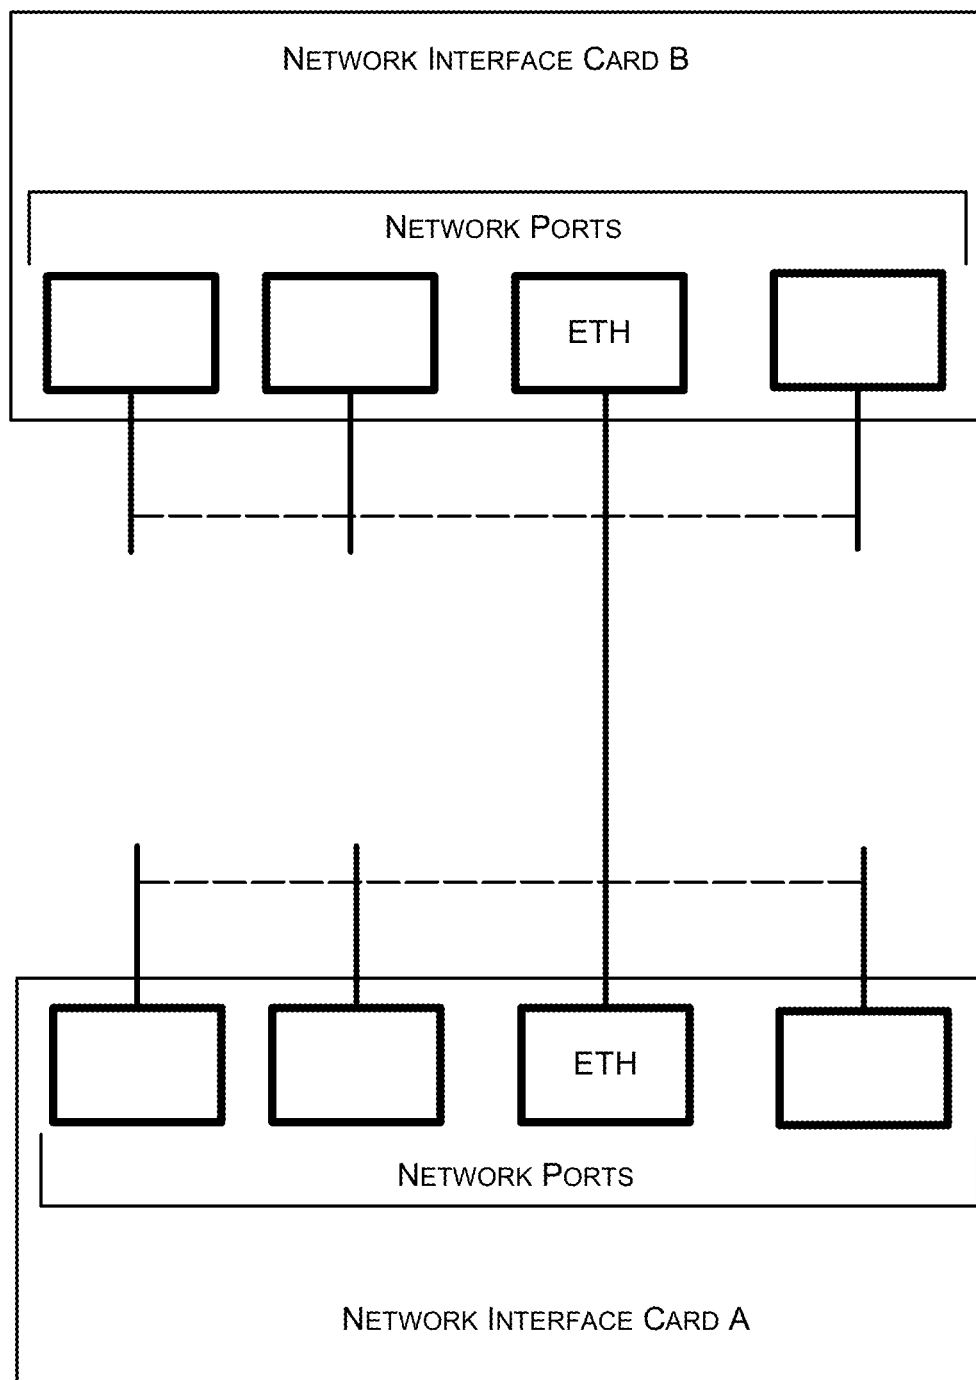 NETWORK INTERFACE CARD B
NETWORK PORTS
ETH
ETH
NETWORK PORTS
NETWORK INTERFACE CARD A